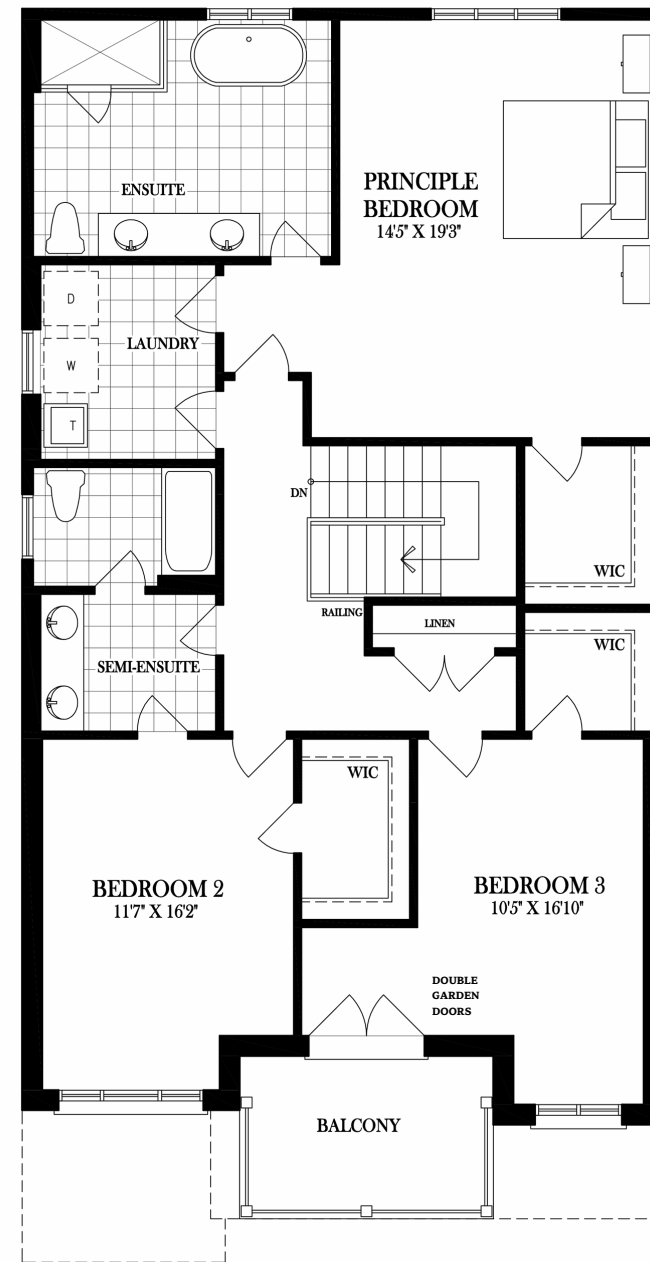 ENSUITE
PRINCIPLE
BEDROOM
14'5" X 19'3"
D
LAUNDRY
W
T
DN
WIC
RAILING
LINEN
WIC
SEMI-ENSUITE
WIC
BEDROOM 2
11'7" X 16'2"
BEDROOM 3
10'5" X 16'10"
DOUBLE
GARDEN
DOORS
BALCONY